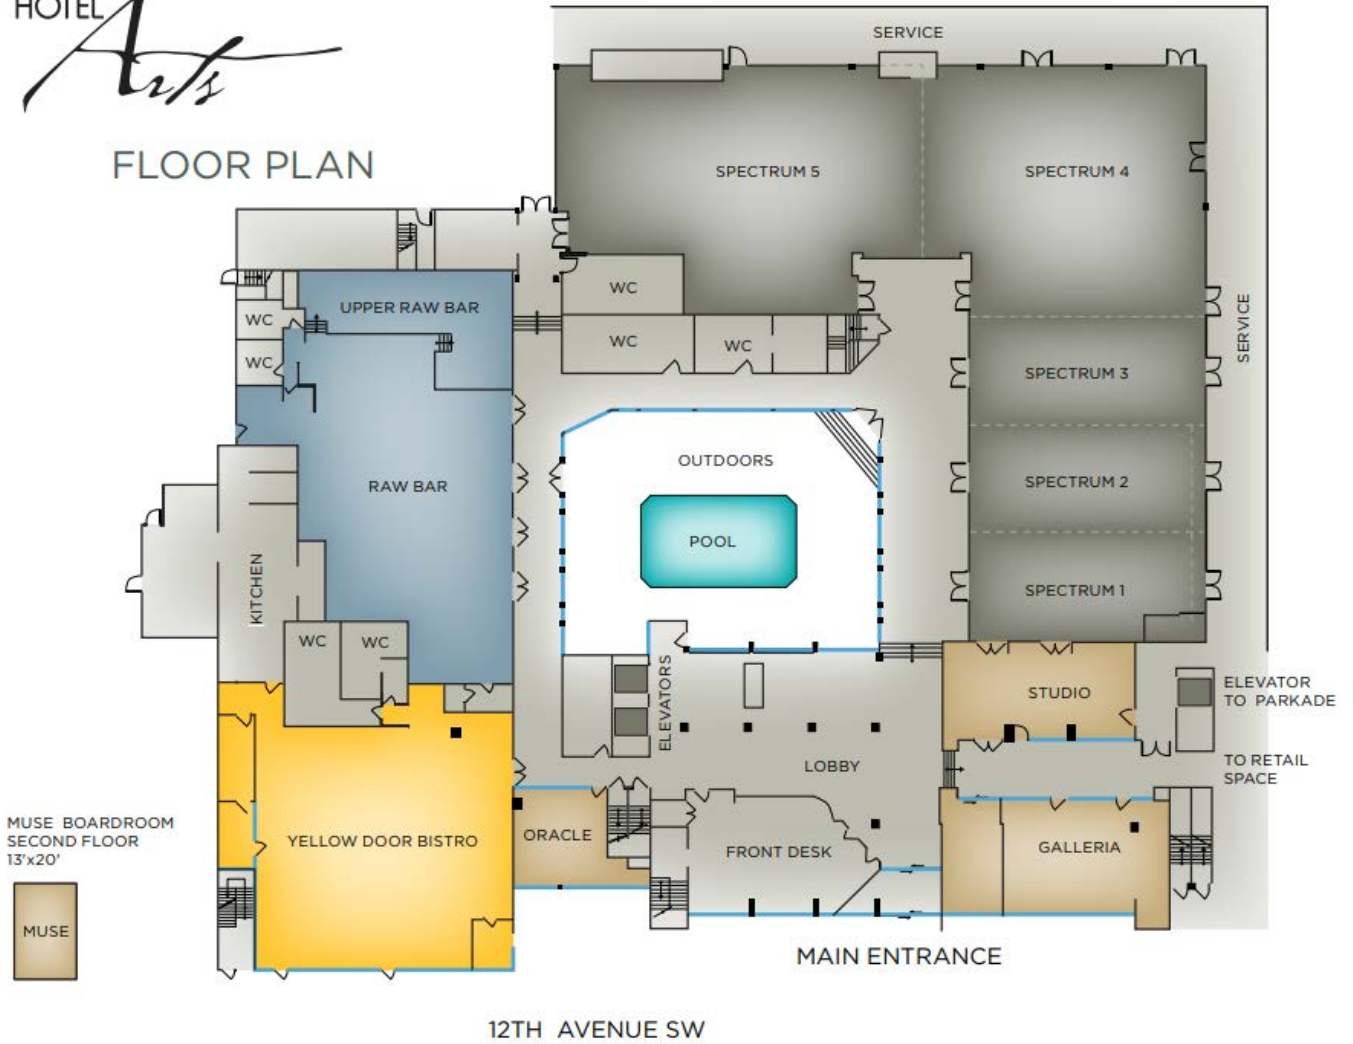 HOTEL
Arts
FLOOR PLAN
SERVICE
SPECTRUM 5
SPECTRUM 4
WC
UPPER RAW BAR
WC
WC
WC
WC
SERVICE
SPECTRUM 3
OUTDOORS
RAW BAR
SPECTRUM 2
POOL
KITCHEN
SPECTRUM 1
WC
WC
ELEVATORS
STUDIO
ELEVATOR
TO PARKADE
LOBBY
TO RETAIL
SPACE
MUSE BOARDROOM
SECOND FLOOR
13'x20'
YELLOW DOOR BISTRO
ORACLE
FRONT DESK
GALLERIA
MUSE
MAIN ENTRANCE
12TH AVENUE SW